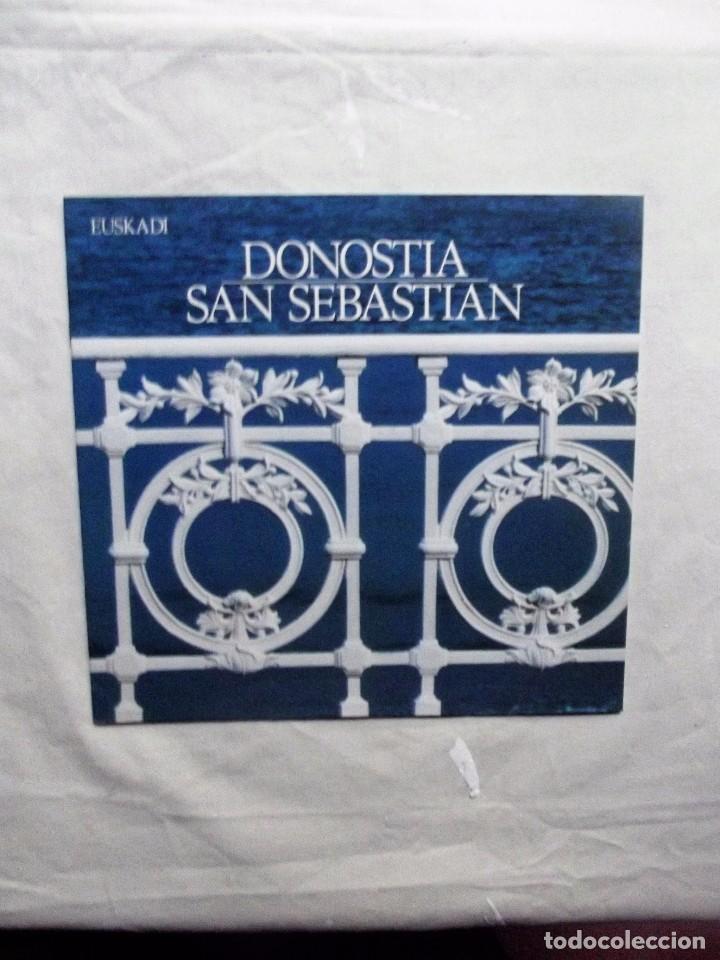 EUSKADI
DONOSTIA
SAN SEBASTIAN
todocoleccion